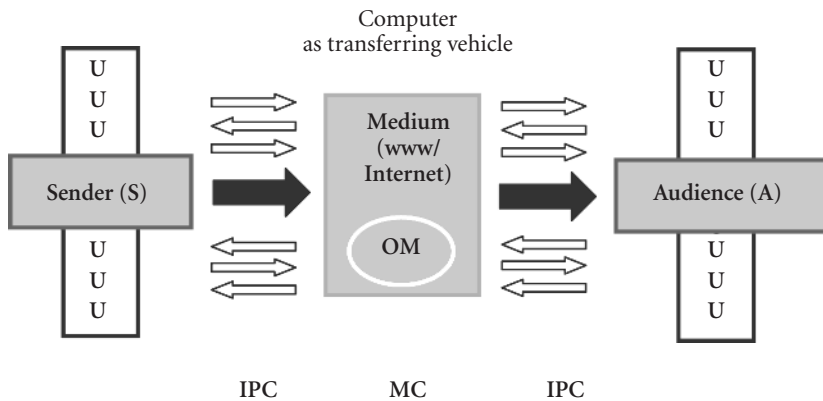 Computer
as transferring vehicle
U
U
U
Sender (S)
U
U
U
Medium
(www/
Internet)
OM
U
U
U
Audience (A)
U
U
U
IPC MC IPC